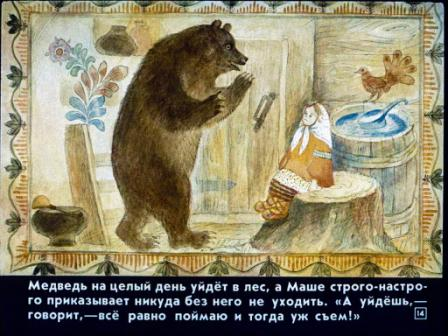 Медведь на целый день уйдёт в лес, а Маше строго-настро-
го приказывает никуда без него не уходить. «А уйдёшь,—
говорит,—всё равно поймаю и тогда уж съем!»
14